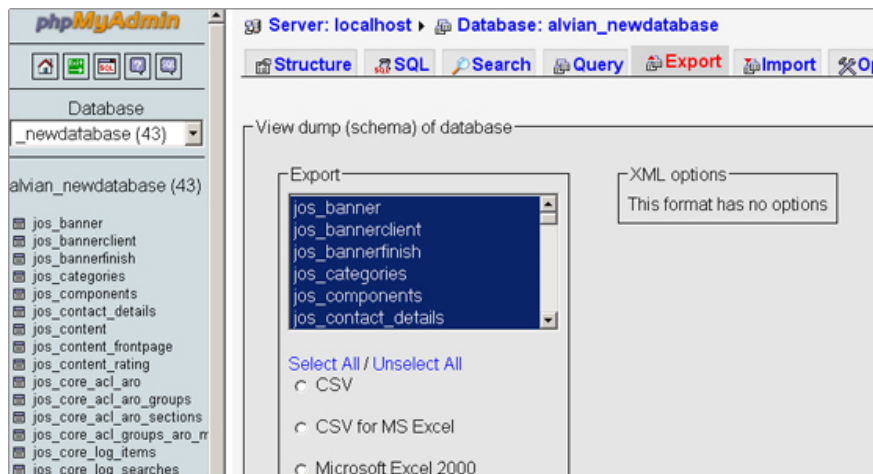 phpMyAdmin
Database
_newdatabase (43)
alvian_newdatabase (43)
jos_banner
jos_bannerclient
jos_bannerfinish
jos_categories
jos_components
jos_contact_details
jos_content
jos_content_frontpage
jos_content_rating
jos_core_acl_aro
jos_core_acl_aro_groups
jos_core_acl_aro_sections
jos_core_acl_groups_aro_m
jos_core_log_items
jos_core_log_searches
Server: localhost Database: alvian_newdatabase
Structure SQL Search Query Export Import Op
View dump (schema) of database
Export
jos_banner
jos_bannerclient
jos_bannerfinish
jos_categories
jos_components
jos_contact_details
Select All / Unselect All
CSV
CSV for MS Excel
Microsoft Excel 2000
XML options
This format has no options